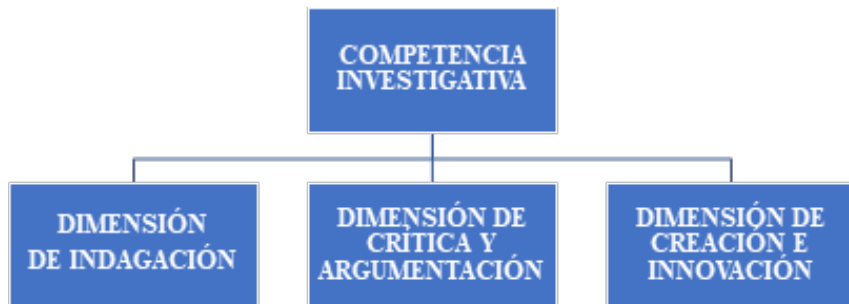 COMPETENCIA
INVESTIGATIVA
DIMENSIÓN
DE INDAGACIÓN
DIMENSIÓN DE
CRÍTICA Y
ARGUMENTACIÓN
DIMENSIÓN DE
CREACIÓN E
INNOVACIÓN